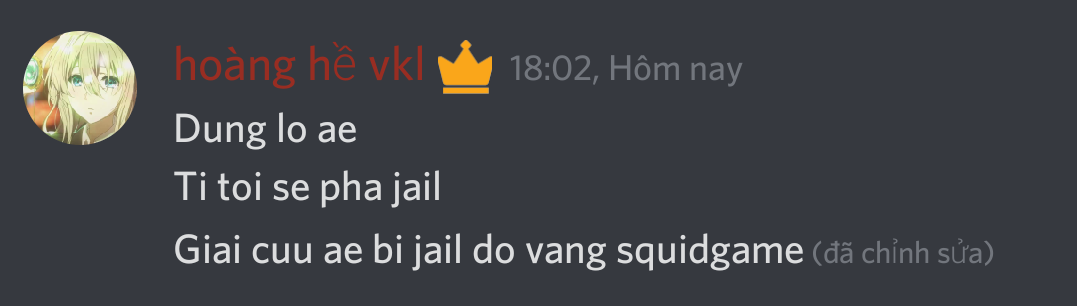 hoàng hề vkl 18:02, Hôm nay
Dung lo ae
Ti toi se pha jail
Giai cuu ae bi jail do vang squidgame (đã chỉnh sửa)